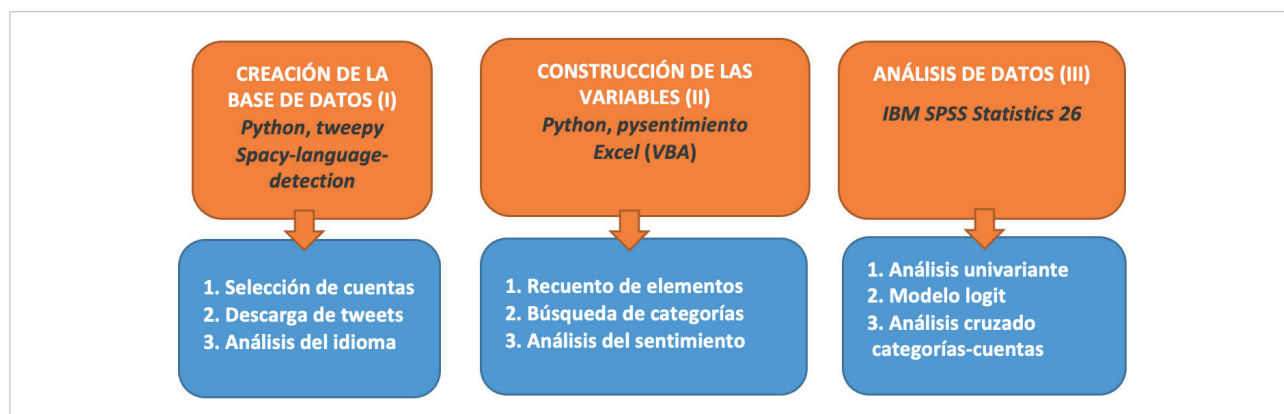 CREACIÓN DE LA
BASE DE DATOS (I)
Python, tweepy
Spacy-language-
detection
1. Selección de cuentas
2. Descarga de tweets
3. Análisis del idioma
CONSTRUCCIÓN DE LAS
VARIABLES (II)
Python, pysentimiento
Excel (VBA)
1. Recuento de elementos
2. Búsqueda de categorías
3. Análisis del sentimiento
ANÁLISIS DE DATOS (III)
IBM SPSS Statistics 26
1. Análisis univariante
2. Modelo logit
3. Análisis cruzado
categorías-cuentas